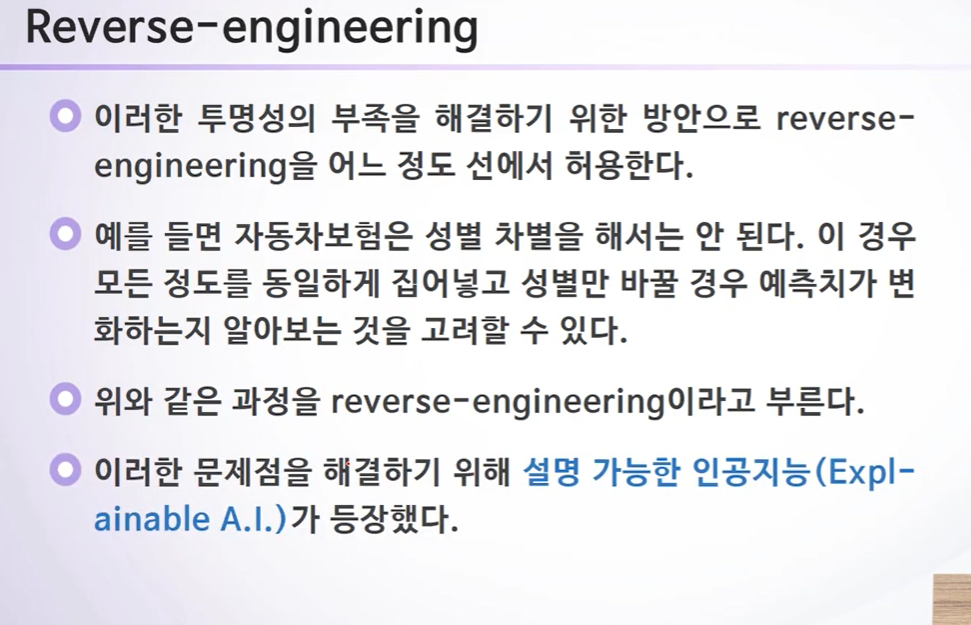 Reverse-engineering
이러한 투명성의 부족을 해결하기 위한 방안으로 reverse-
engineering을 어느 정도 선에서 허용한다.
예를 들면 자동차보험은 성별 차별을 해서는 안 된다. 이 경우
모든 정도를 동일하게 집어넣고 성별만 바꿀 경우 예측치가 변
화하는지 알아보는 것을 고려할 수 있다.
위와 같은 과정을 reverse-engineering이라고 부른다.
이러한 문제점을 해결하기 위해 설명 가능한 인공지능(Expl-
ainable A.I.)가 등장했다.